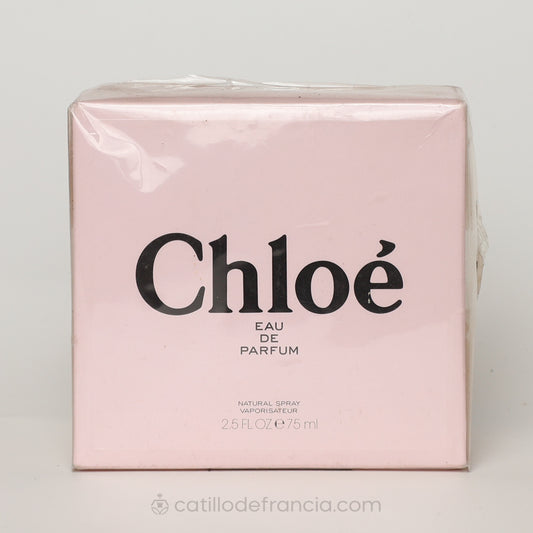 Chloé
EAU
DE
PARFUM
NATURAL SPRAY
VAPORISATEUR
2.5 FL OZ ℮ 75 ml
catillodefrancia.com